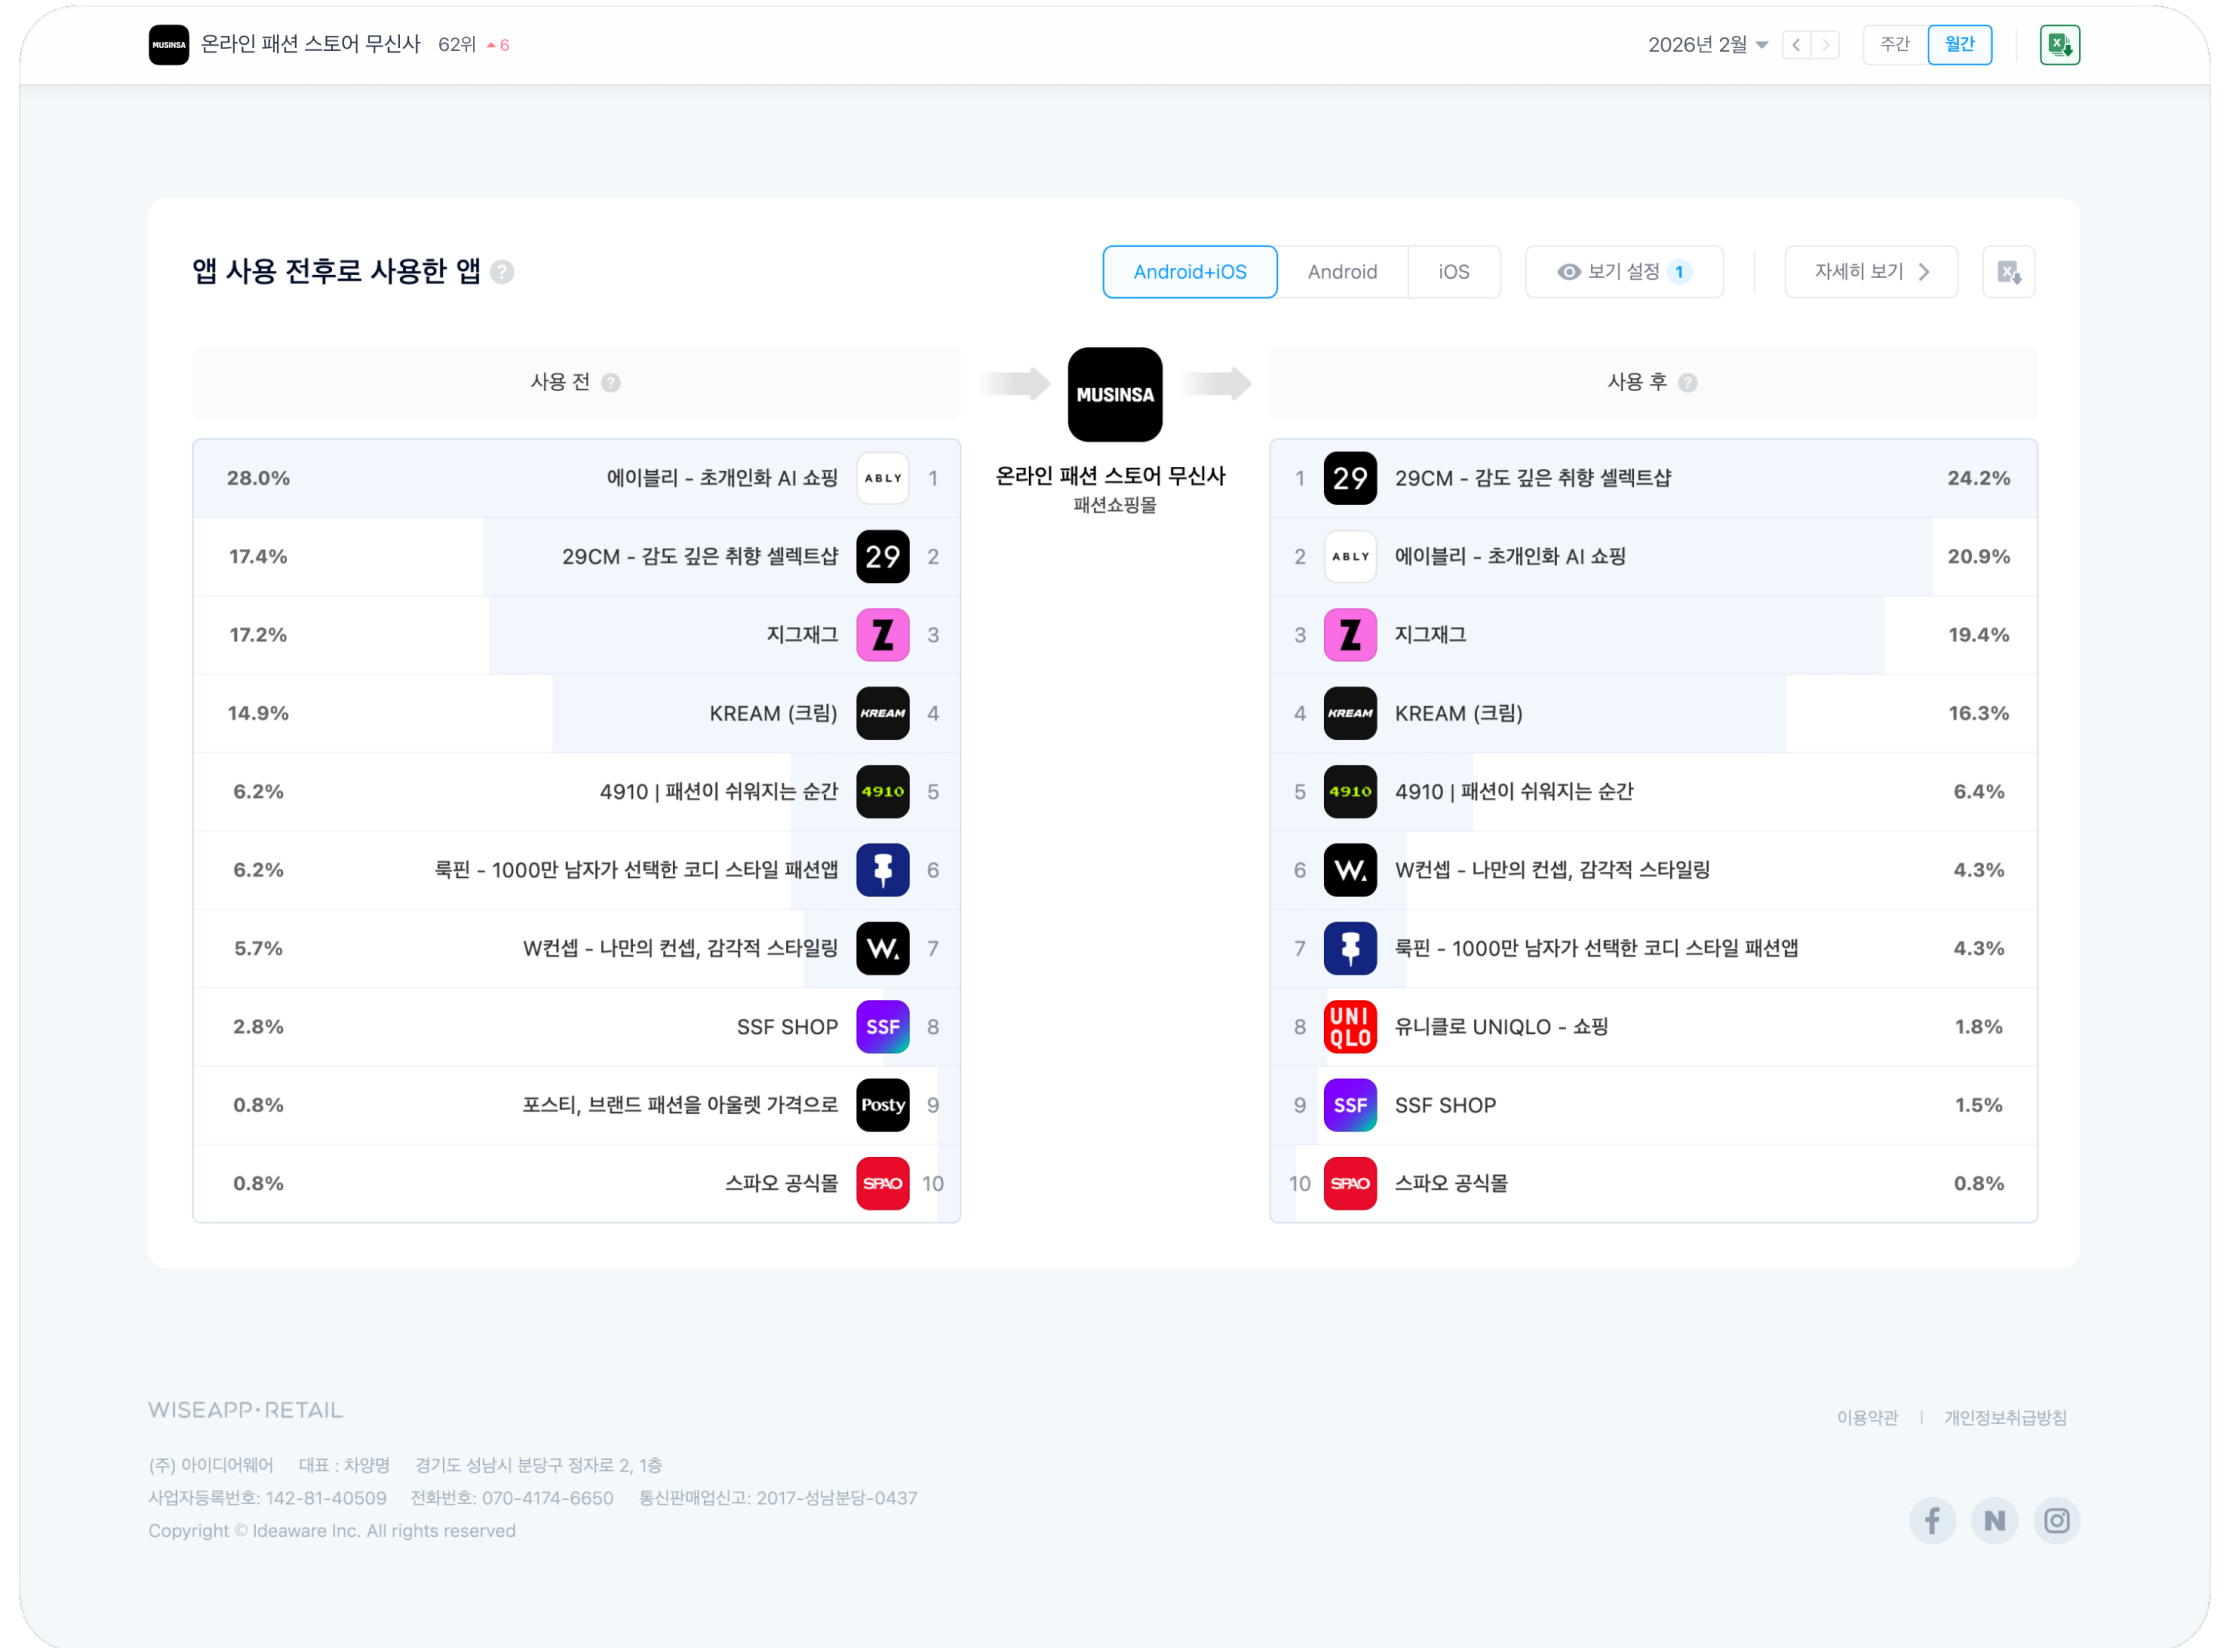 MUSINSA 온라인 패션 스토어 무신사 62위 6
2026년 2월 주간 월간
앱 사용 전후로 사용한 앱 ?
Android+iOS Android iOS 보기 설정 1 자세히 보기
사용 전 ?
28.0% 에이블리 - 초개인화 AI 쇼핑 ABLY 1
17.4% 29CM - 감도 깊은 취향 셀렉트샵 29 2
17.2% 지그재그 Z 3
14.9% KREAM (크림) KREAM 4
6.2% 4910 | 패션이 쉬워지는 순간 4910 5
6.2% 룩핀 - 1000만 남자가 선택한 코디 스타일 패션앱 6
5.7% W컨셉 - 나만의 컨셉, 감각적 스타일링 W. 7
2.8% SSF SHOP SSF 8
0.8% 포스티, 브랜드 패션을 아울렛 가격으로 Posty 9
0.8% 스파오 공식몰 SPAO 10
MUSINSA
온라인 패션 스토어 무신사
패션쇼핑몰
사용 후 ?
1 29 29CM - 감도 깊은 취향 셀렉트샵 24.2%
2 ABLY 에이블리 - 초개인화 AI 쇼핑 20.9%
3 Z 지그재그 19.4%
4 KREAM KREAM (크림) 16.3%
5 4910 4910 | 패션이 쉬워지는 순간 6.4%
6 W. W컨셉 - 나만의 컨셉, 감각적 스타일링 4.3%
7 룩핀 - 1000만 남자가 선택한 코디 스타일 패션앱 4.3%
8 UNIQLO 유니클로 UNIQLO - 쇼핑 1.8%
9 SSF SSF SHOP 1.5%
10 SPAO 스파오 공식몰 0.8%
WISEAPP·RETAIL
이용약관 | 개인정보취급방침
(주) 아이디어웨어 대표 : 차양명 경기도 성남시 분당구 정자로 2, 1층
사업자등록번호: 142-81-40509 전화번호: 070-4174-6650 통신판매업신고: 2017-성남분당-0437
Copyright © Ideaware Inc. All rights reserved